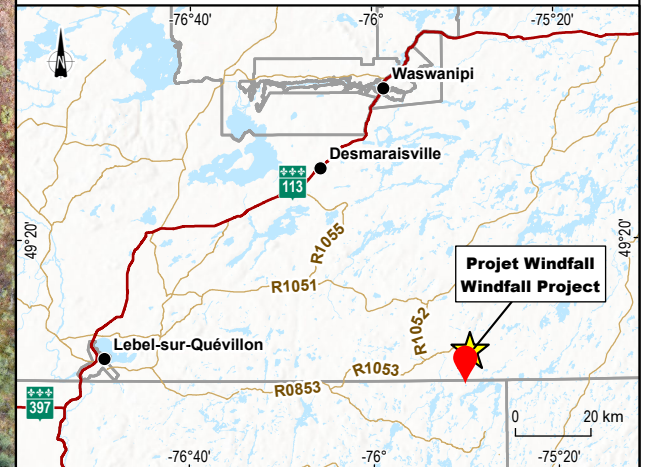 -76°40'
-76°
-75°20'
Waswanipi
Desmaraisville
113
49°20'
49°20'
R1055
Projet Windfall
Windfall Project
R1051
R1052
Lebel-sur-Quévillon
R1053
R0853
397
0 20 km
-76°40'
-76°
-75°20'